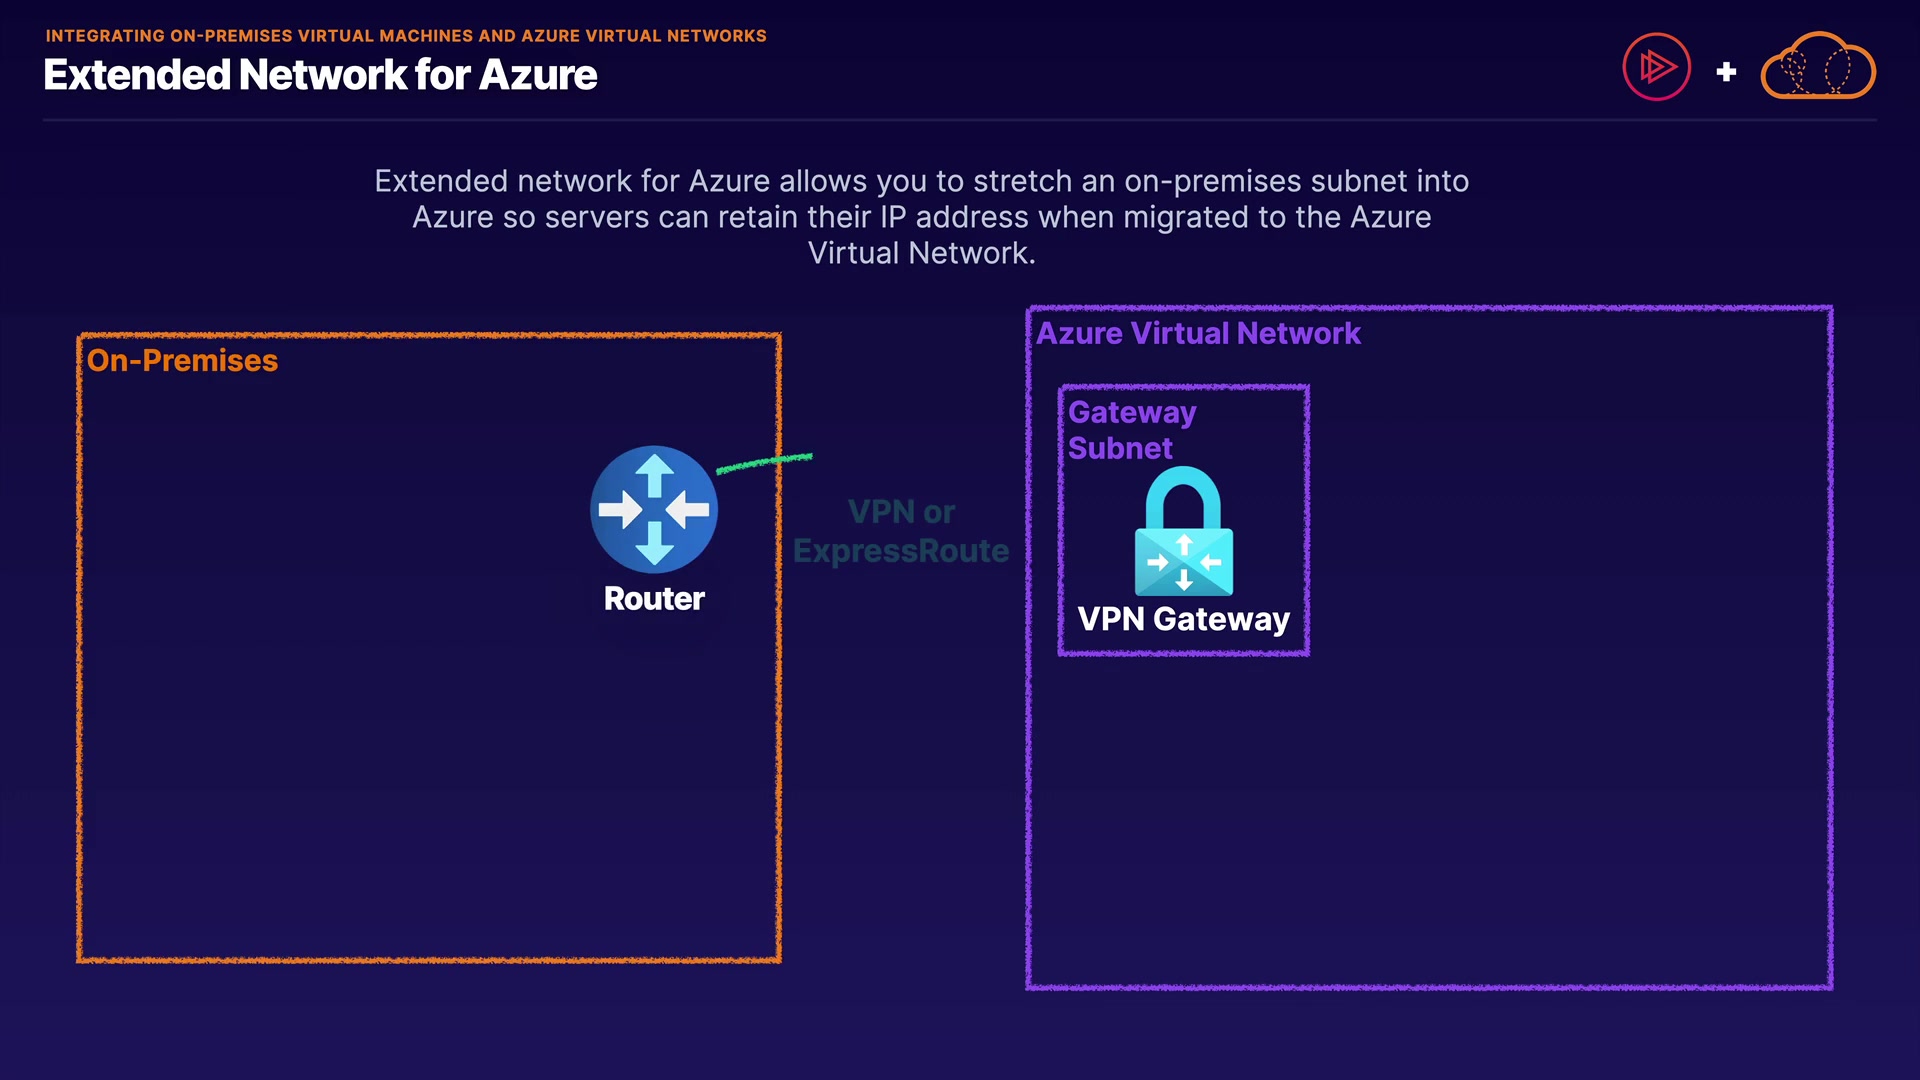 INTEGRATING ON-PREMISES VIRTUAL MACHINES AND AZURE VIRTUAL NETWORKS
Extended Network for Azure
Extended network for Azure allows you to stretch an on-premises subnet into
Azure so servers can retain their IP address when migrated to the Azure
Virtual Network.
On-Premises
Router
VPN or
ExpressRoute
Azure Virtual Network
Gateway
Subnet
VPN Gateway